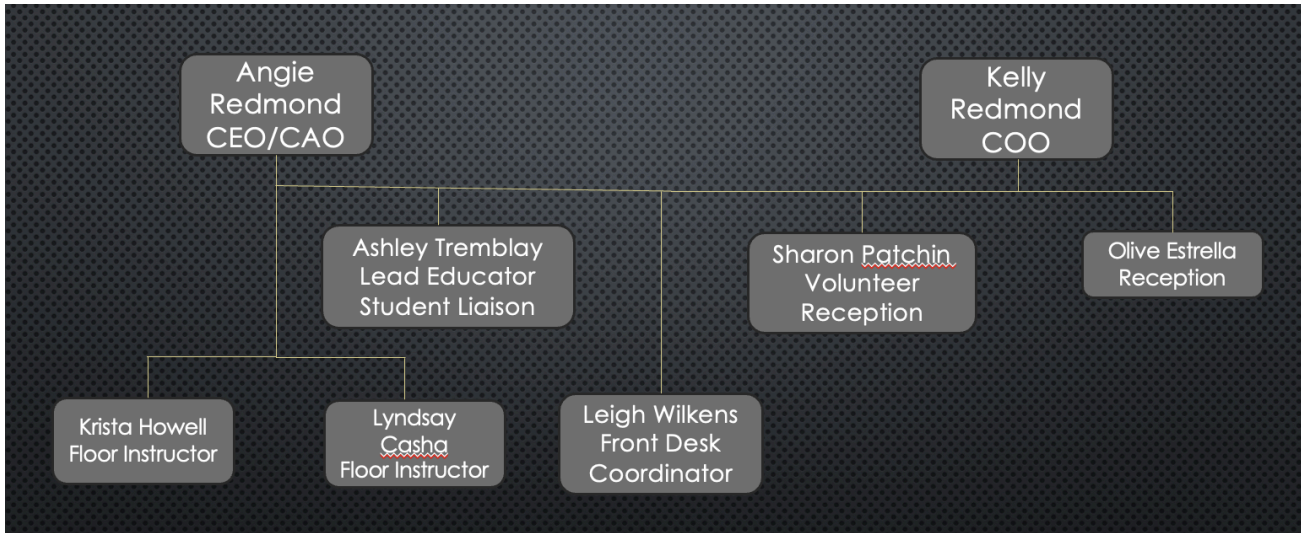 Angie
Redmond
CEO/CAO
Kelly
Redmond
COO
Ashley Tremblay
Lead Educator
Student Liaison
Sharon Patchin
Volunteer
Reception
Olive Estrella
Reception
Krista Howell
Floor Instructor
Lyndsay
Casha
Floor Instructor
Leigh Wilkens
Front Desk
Coordinator